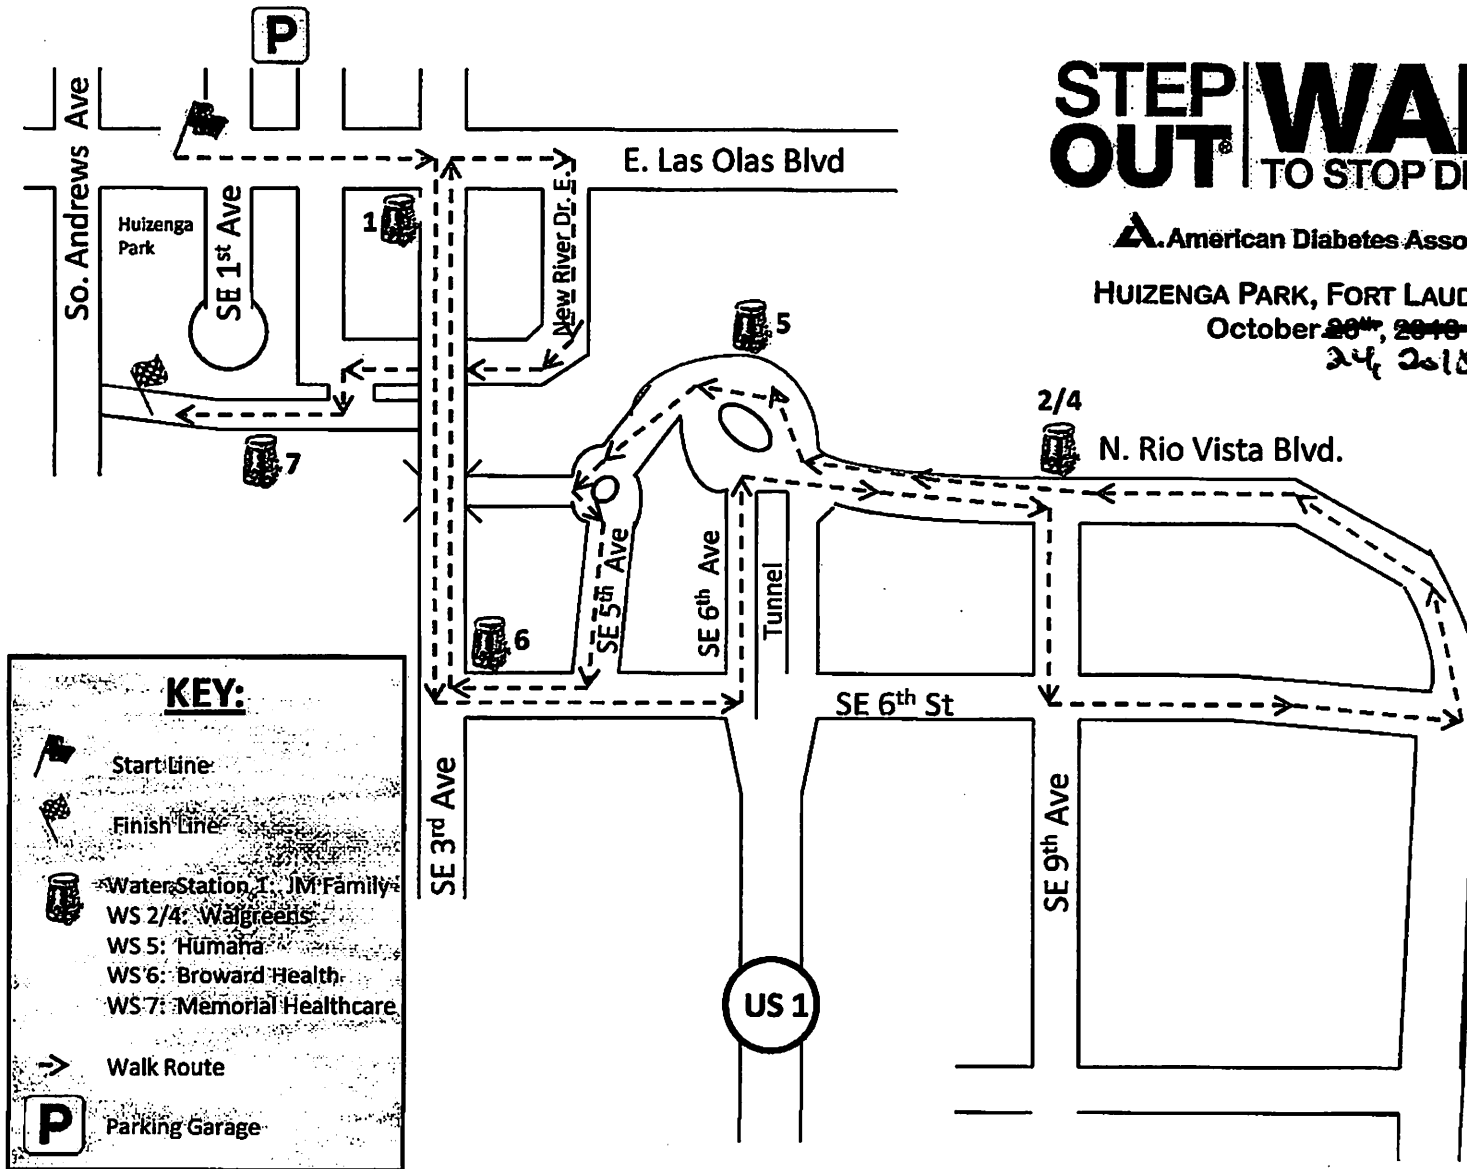 P
STEP OUT® | WA
TO STOP D
American Diabetes Asso
HUIZENGA PARK, FORT LAUD
October
24, 201
So. Andrews Ave
Huizenga
Park
SE 1st Ave
1
E. Las Olas Blvd
New River Dr. E.
5
2/4
N. Rio Vista Blvd.
7
SE 5th Ave
SE 6th Ave
Tunnel
6
SE 6th St
SE 3rd Ave
SE 9th Ave
US 1
KEY:
Start Line
Finish Line
Water Station 1: JM Family
WS 2/4: Walgreens
WS 5: Humana
WS 6: Broward Health
WS 7: Memorial Healthcare
Walk Route
P Parking Garage